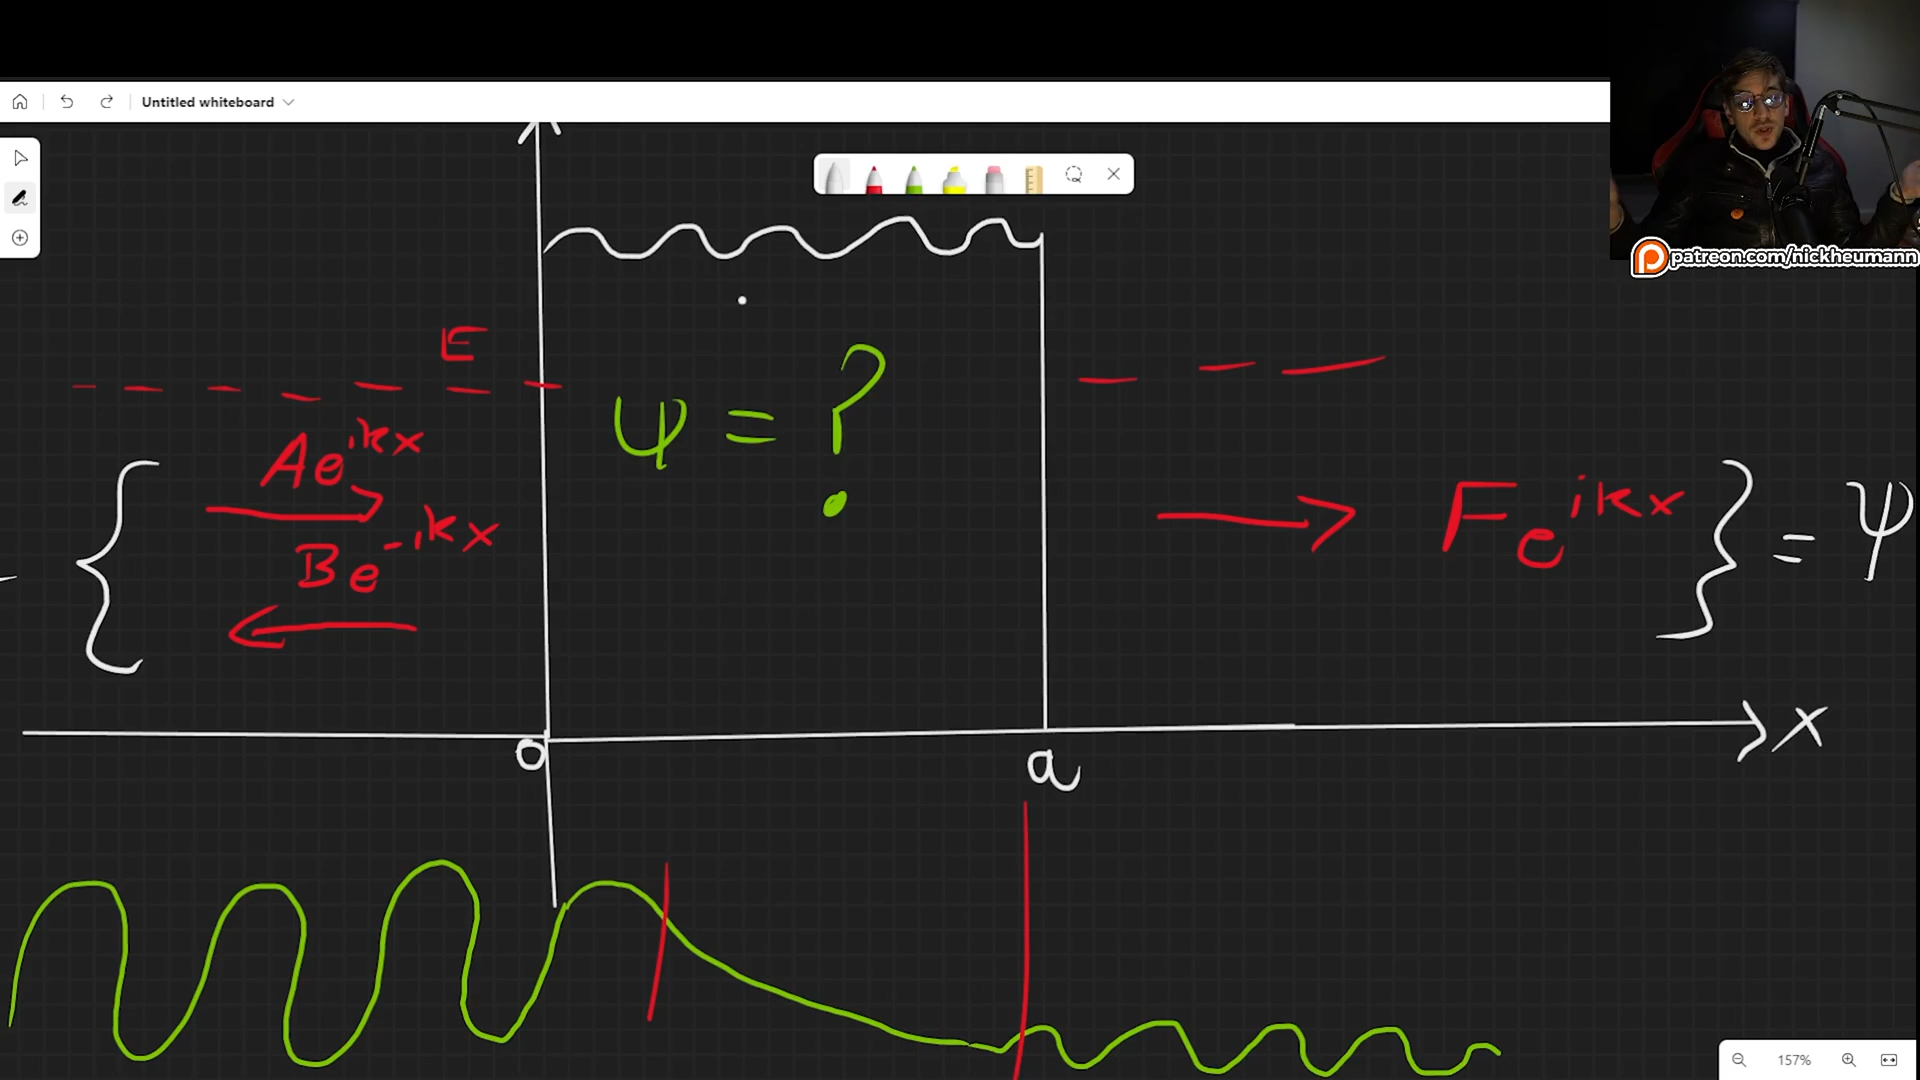 Untitled whiteboard
patreon.com/nickheumann
E
ψ = ?
Ae^{ikx}
Be^{-ikx}
Fe^{ikx}
= ψ
0
a
x
157%